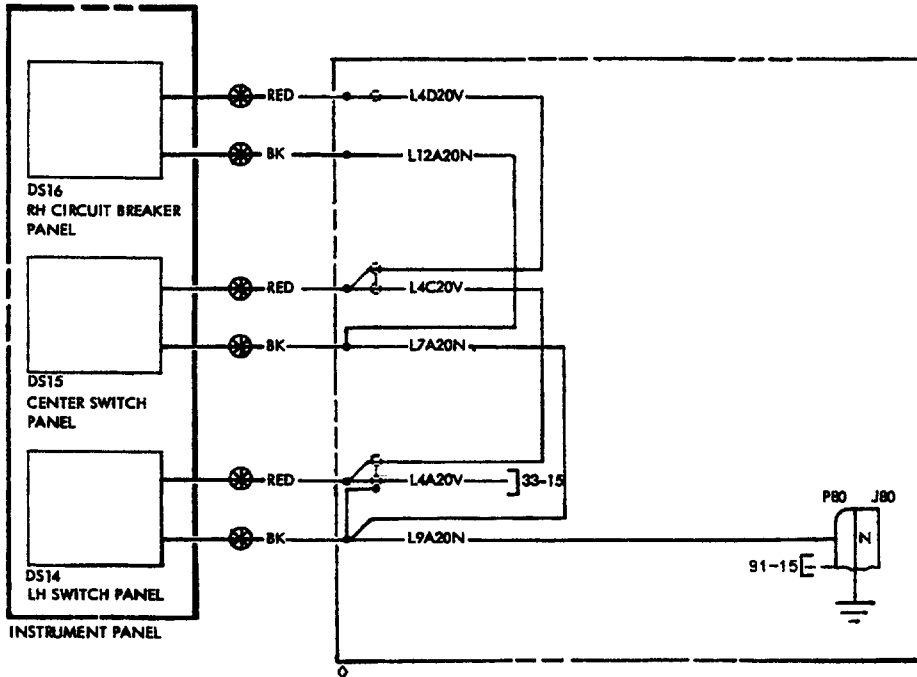 RED
L4D20V
BK
L12A20N
DS16
RH CIRCUIT BREAKER
PANEL
RED
L4C20V
BK
L7A20N
DS15
CENTER SWITCH
PANEL
RED
L4A20V
33-15
P80 J80
BK
L9A20N
N
91-15
DS14
LH SWITCH PANEL
INSTRUMENT PANEL